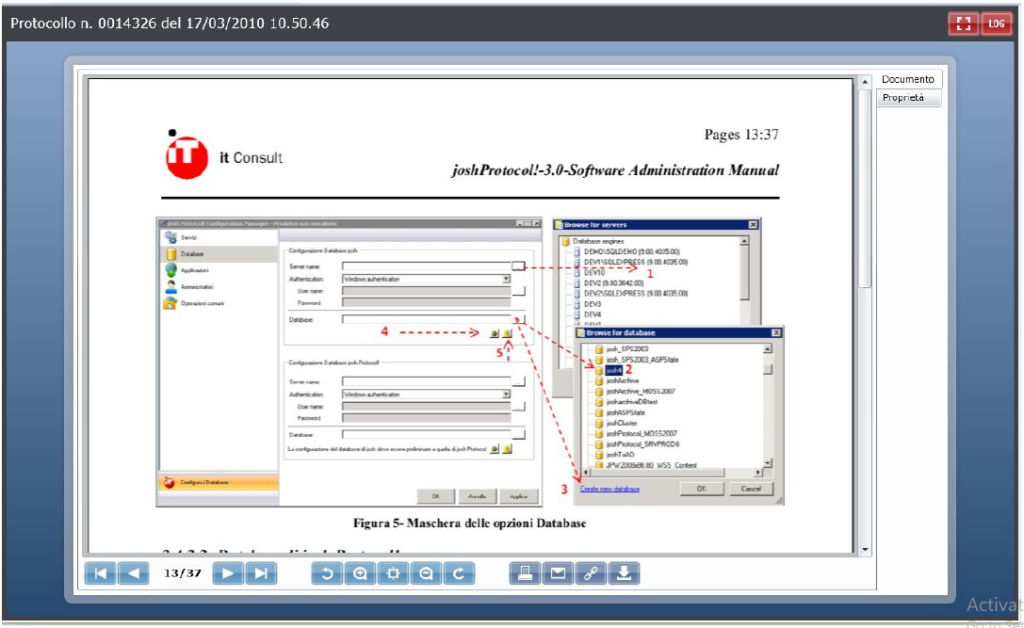 Protocollo n. 0014326 del 17/03/2010 10.50.46
LOG
Documento
Proprietà
Pages 13:37
iT
it Consult
joshProtocol!-3.0-Software Administration Manual
josh Protocol! Configuration Manager - Prodotto non installato
Servizi
Database
Applicazioni
Amministratori
Operazioni comuni
Configurazione Database josh
Server name:
Authentication:
Windows authentication
User name:
Password:
Database:
4
5
Configurazione Database josh Protocol!
Server name:
Authentication:
Windows authentication
User name:
Password:
Database:
La configurazione del database di josh deve essere preliminare a quella di josh Protocol!
Configura il Database
OK
Annulla
Applica
Browse for servers
Database engines
DEMO\SQLDEMO (9.00.4035.00)
DEV1\SQLEXPRESS (9.00.4035.00)
DEV10
1
DEV2 (9.00.3042.00)
DEV2\SQLEXPRESS (9.00.4035.00)
DEV3
DEV4
Browse for database
josh_SPS2003
josh_SPS2003_ASPState
josh4
2
joshArchive
joshArchive_MOSS2007
josharchiveDBtest
joshASPState
joshCluster
joshProtocol_MOSS2007
joshProtocol_SRVPROD6
joshToAD
JPW2008x86:80_WSS_Content
3
Create new database
OK
Cancel
Figura 5- Maschera delle opzioni Database
13/37
Activat